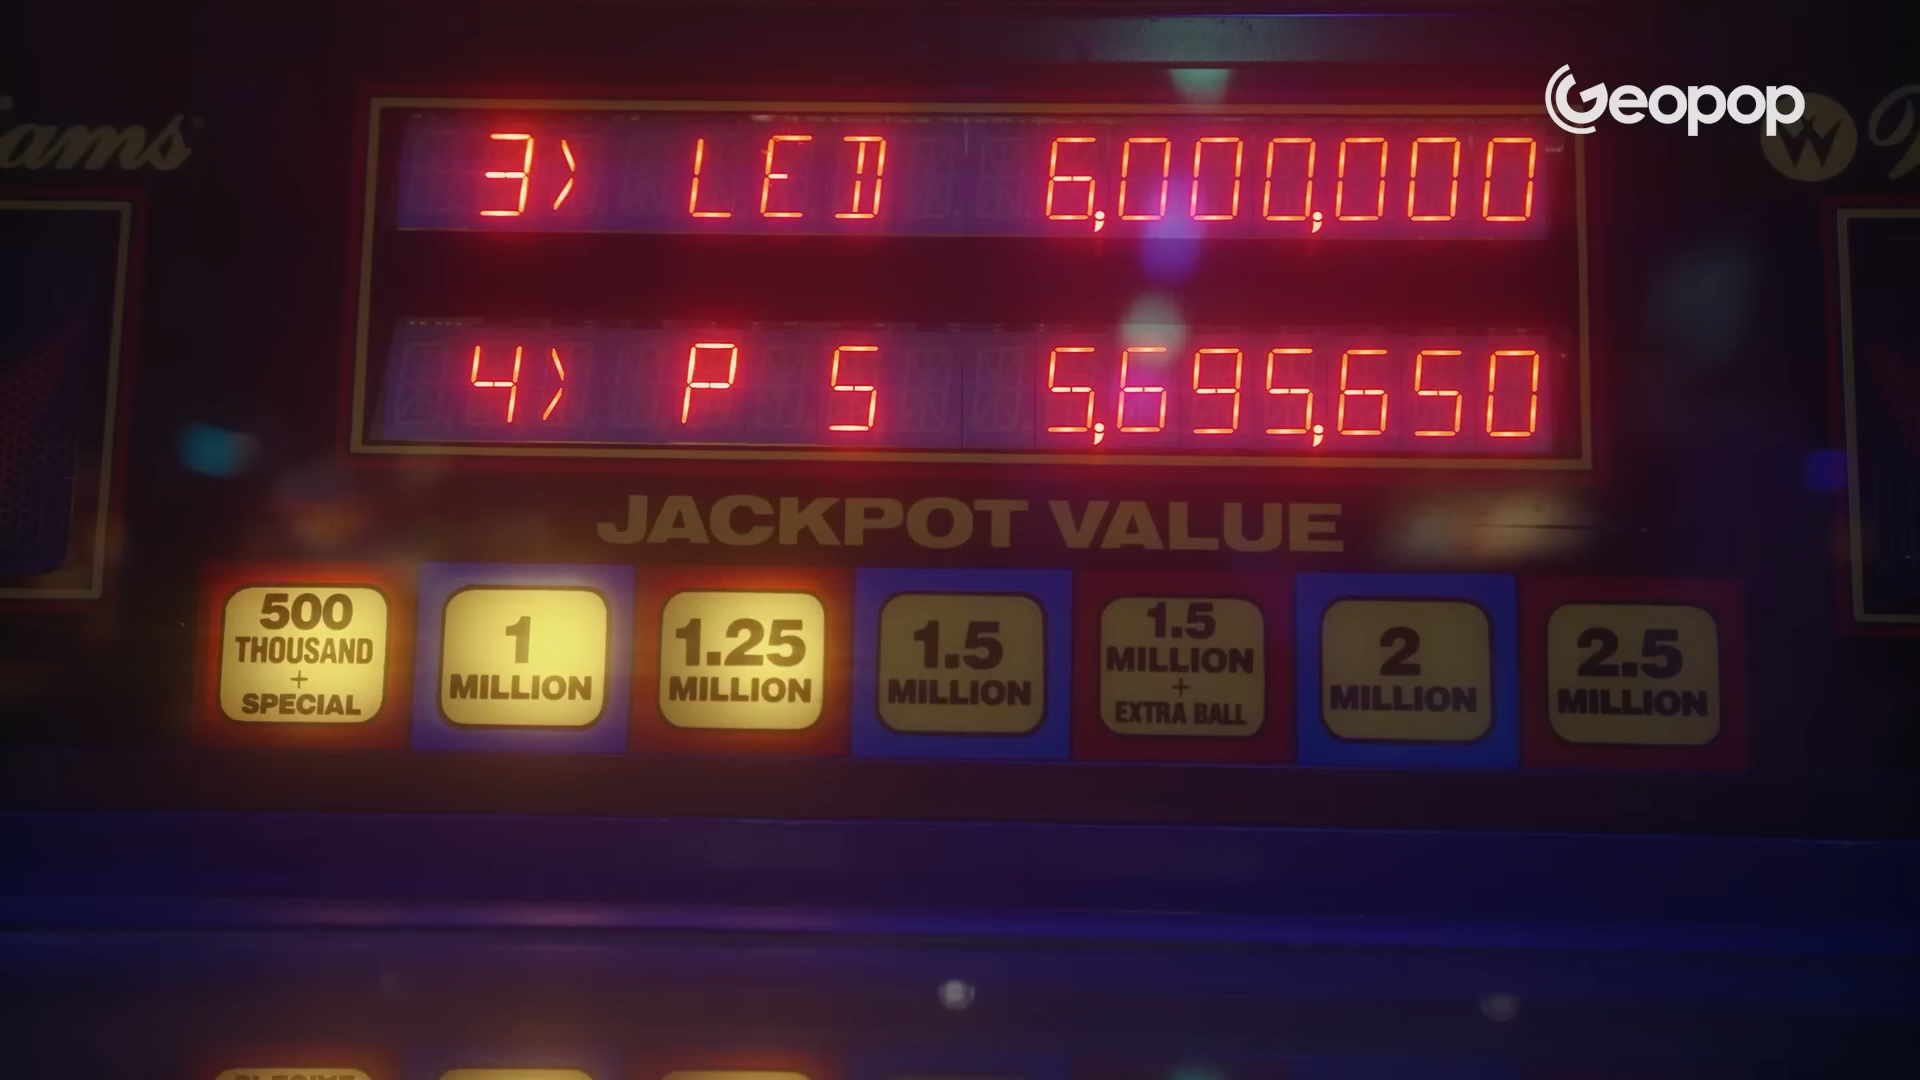 Geopop
iams
W
3> LED 6,000,000
4> P S 5,695,650
JACKPOT VALUE
500
THOUSAND
+
SPECIAL
1
MILLION
1.25
MILLION
1.5
MILLION
1.5
MILLION
+
EXTRA BALL
2
MILLION
2.5
MILLION